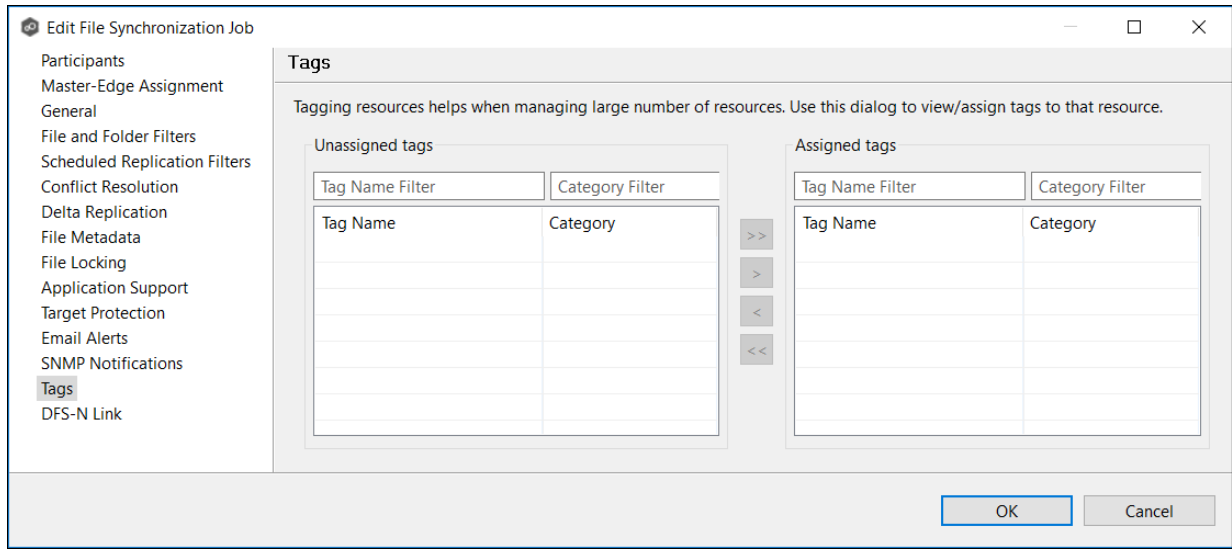 Edit File Synchronization Job
Participants
Master-Edge Assignment
General
File and Folder Filters
Scheduled Replication Filters
Conflict Resolution
Delta Replication
File Metadata
File Locking
Application Support
Target Protection
Email Alerts
SNMP Notifications
Tags
DFS-N Link
Tags
Tagging resources helps when managing large number of resources. Use this dialog to view/assign tags to that resource.
Unassigned tags
Tag Name Filter
Category Filter
Tag Name
Category
>>
>
<
<<
Assigned tags
Tag Name Filter
Category Filter
Tag Name
Category
OK
Cancel